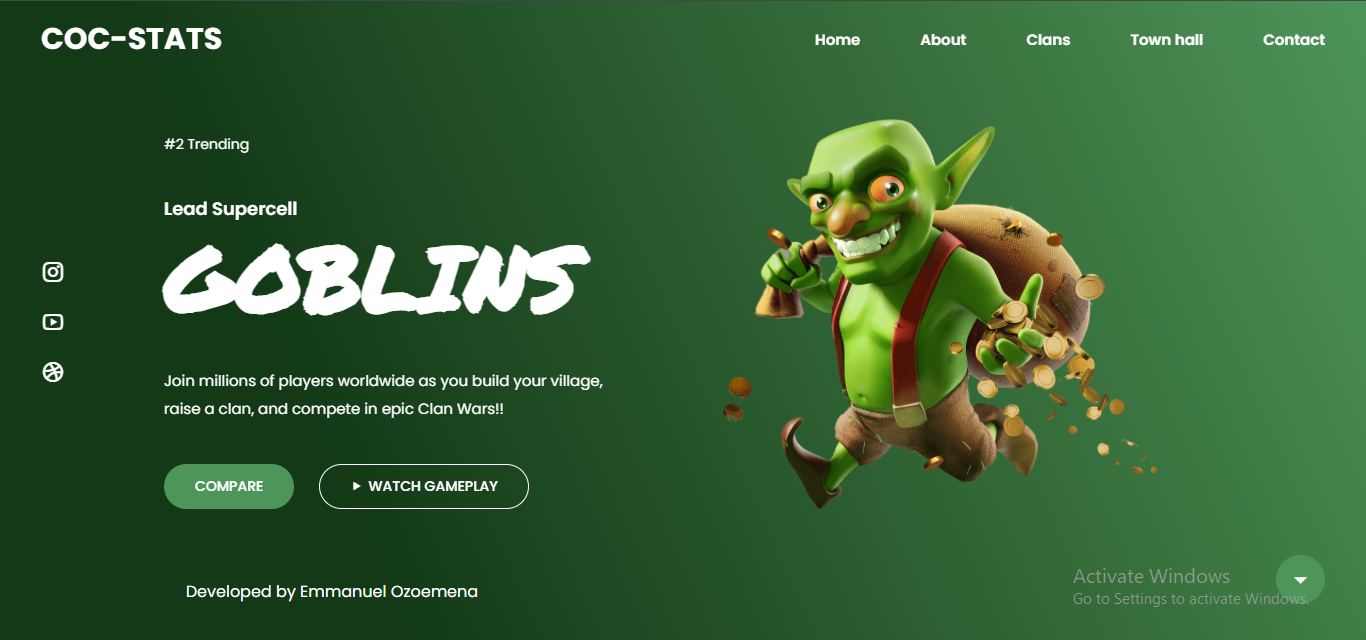 COC-STATS
Home
About
Clans
Town hall
Contact
#2 Trending
Lead Supercell
GOBLINS
Join millions of players worldwide as you build your village,
raise a clan, and compete in epic Clan Wars!!
COMPARE
WATCH GAMEPLAY
Developed by Emmanuel Ozoemena
Activate Windows
Go to Settings to activate Windows.